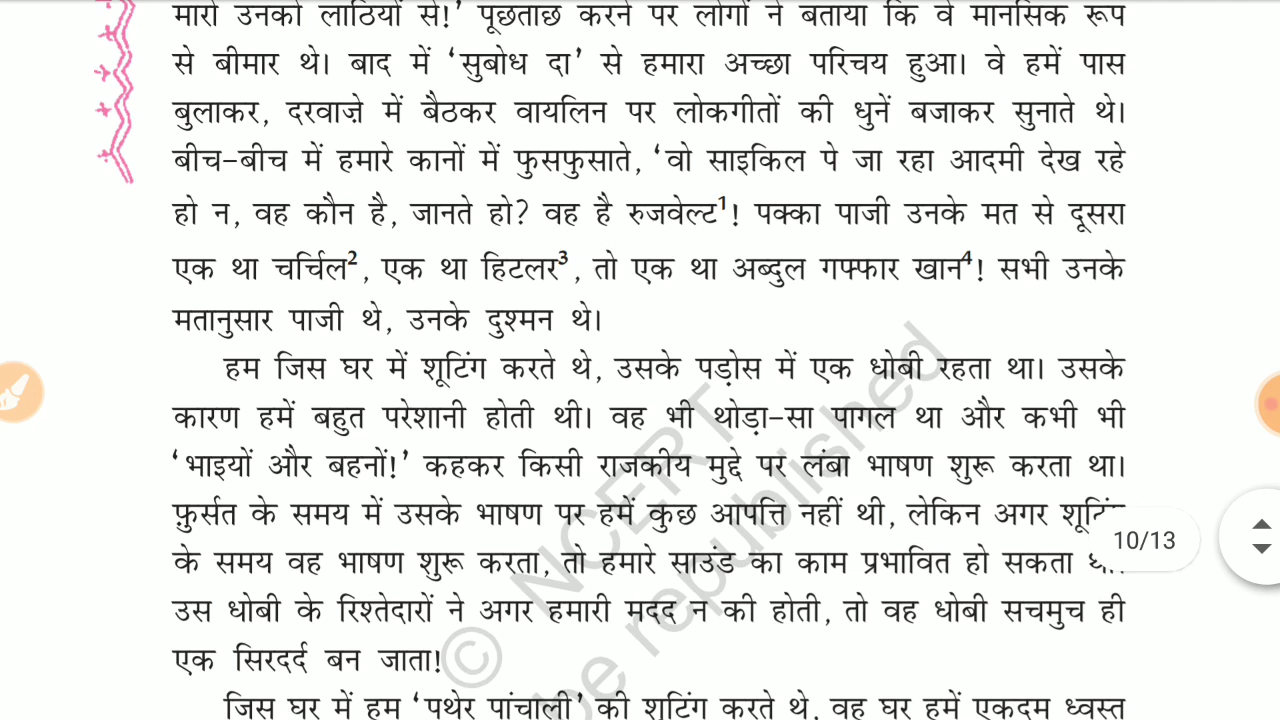 मारो उनको लाठियों से!’ पूछताछ करने पर लोगों ने बताया कि वे मानसिक रूप
से बीमार थे। बाद में ‘सुबोध दा’ से हमारा अच्छा परिचय हुआ। वे हमें पास
बुलाकर, दरवाज़े में बैठकर वायलिन पर लोकगीतों की धुनें बजाकर सुनाते थे।
बीच-बीच में हमारे कानों में फुसफुसाते, ‘वो साइकिल पे जा रहा आदमी देख रहे
हो न, वह कौन है, जानते हो? वह है रुजवेल्ट¹! पक्का पाजी उनके मत से दूसरा
एक था चर्चिल², एक था हिटलर³, तो एक था अब्दुल गफ्फार खान⁴! सभी उनके
मतानुसार पाजी थे, उनके दुश्मन थे।
हम जिस घर में शूटिंग करते थे, उसके पड़ोस में एक धोबी रहता था। उसके
कारण हमें बहुत परेशानी होती थी। वह भी थोड़ा-सा पागल था और कभी भी
‘भाइयों और बहनों!’ कहकर किसी राजकीय मुद्दे पर लंबा भाषण शुरू करता था।
फ़ुर्सत के समय में उसके भाषण पर हमें कुछ आपत्ति नहीं थी, लेकिन अगर शूटिंग
के समय वह भाषण शुरू करता, तो हमारे साउंड का काम प्रभावित हो सकता
उस धोबी के रिश्तेदारों ने अगर हमारी मदद न की होती, तो वह धोबी सचमुच ही
एक सिरदर्द बन जाता!
जिस घर में हम ‘पथेर पांचाली’ की शूटिंग करते थे, वह घर हमें एकदम ध्वस्त
10/13
© NCERT
be republished